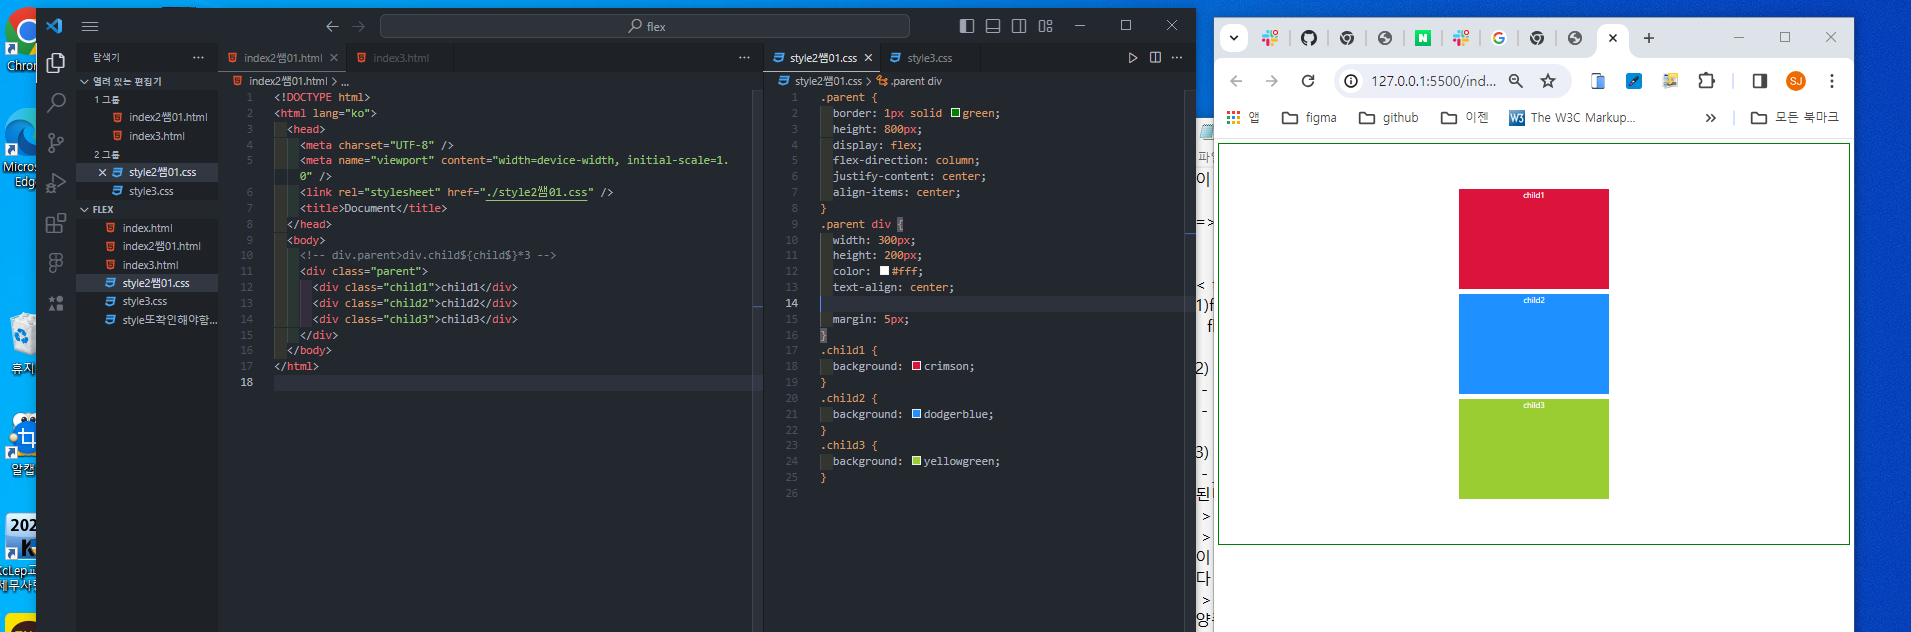 Chror
Micros
Edg
휴지
알캡
202
세무사랑
flex
탐색기
열려 있는 편집기
1 그룹
index2쌤01.html
index3.html
2 그룹
style2쌤01.css
style3.css
FLEX
index.html
index2쌤01.html
index3.html
style2쌤01.css
style3.css
style또확인해야함...
index2쌤01.html
index3.html
index2쌤01.html > ...
1 <!DOCTYPE html>
2 <html lang="ko">
3 <head>
4 <meta charset="UTF-8" />
5 <meta name="viewport" content="width=device-width, initial-scale=1.
0" />
6 <link rel="stylesheet" href="./style2쌤01.css" />
7 <title>Document</title>
8 </head>
9 <body>
10 <!-- div.parent>div.child${child$}*3 -->
11 <div class="parent">
12 <div class="child1">child1</div>
13 <div class="child2">child2</div>
14 <div class="child3">child3</div>
15 </div>
16 </body>
17 </html>
18
style2쌤01.css
style3.css
style2쌤01.css > .parent div
1 .parent {
2 border: 1px solid green;
3 height: 800px;
4 display: flex;
5 flex-direction: column;
6 justify-content: center;
7 align-items: center;
8 }
9 .parent div {
10 width: 300px;
11 height: 200px;
12 color: #fff;
13 text-align: center;
14
15 margin: 5px;
16 }
17 .child1 {
18 background: crimson;
19 }
20 .child2 {
21 background: dodgerblue;
22 }
23 .child3 {
24 background: yellowgreen;
25 }
26
이
=>
<
1)f
fl
2)
-
-
3)
-
된
>
>
이
다
>
양
127.0.0.1:5500/ind...
SJ
앱
figma
github
이젠
W3 The W3C Markup...
모든 북마크
child1
child2
child3